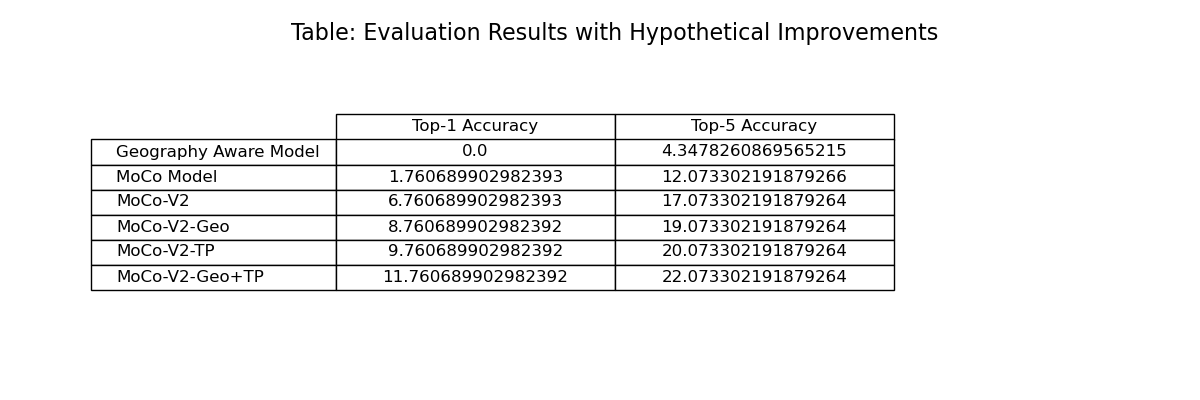 Table: Evaluation Results with Hypothetical Improvements
Top-1 Accuracy Top-5 Accuracy
Geography Aware Model 0.0 4.3478260869565215
MoCo Model 1.760689902982393 12.073302191879266
MoCo-V2 6.760689902982393 17.073302191879264
MoCo-V2-Geo 8.760689902982392 19.073302191879264
MoCo-V2-TP 9.760689902982392 20.073302191879264
MoCo-V2-Geo+TP 11.760689902982392 22.073302191879264